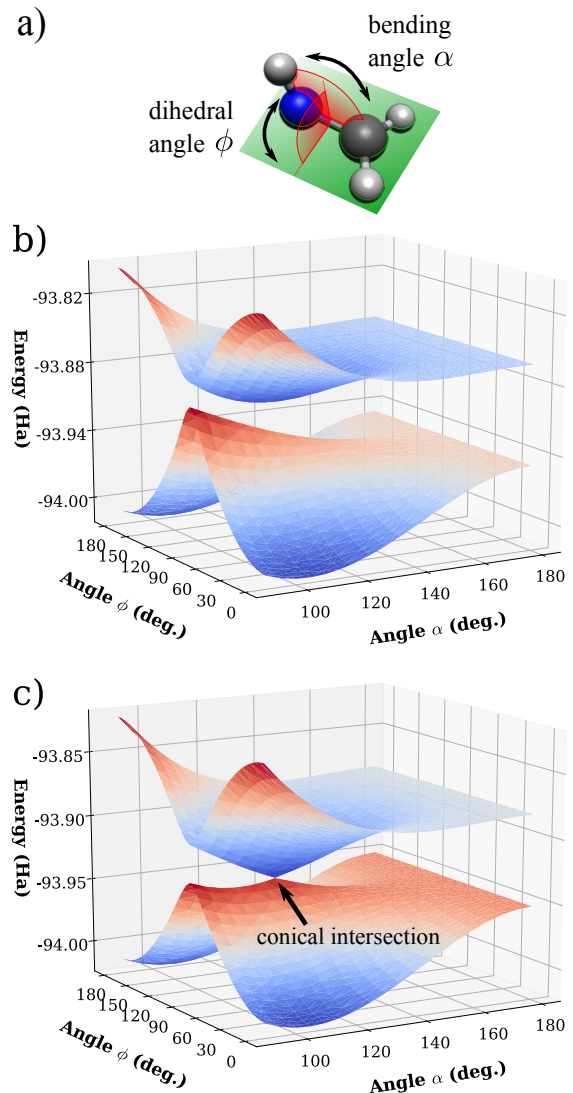 a)
bending
angle α
dihedral
angle ϕ
b)
-93.82
-93.88
-93.94
-94.00
Energy (Ha)
180
150
120
90
60
30
0
Angle ϕ (deg.)
100
120
140
160
180
Angle α (deg.)
c)
-93.85
-93.90
-93.95
-94.00
Energy (Ha)
conical intersection
180
150
120
90
60
30
0
Angle ϕ (deg.)
100
120
140
160
180
Angle α (deg.)